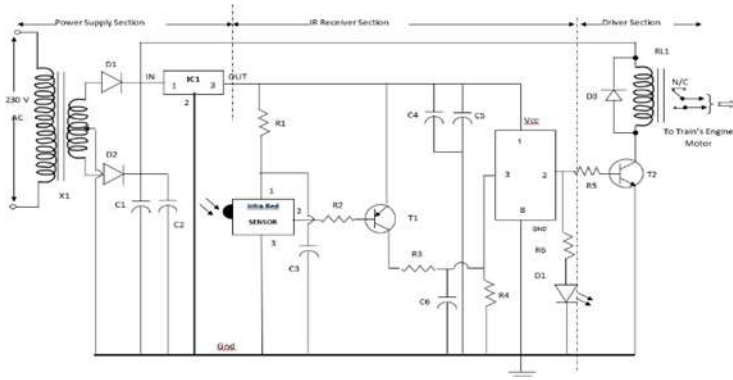 Power Supply Section
IR Receiver Section
Driver Section
RL1
D1
IN
IC1
OUT
1
3
2
N/C
D3
230 V
AC
R1
C4
C5
Vcc
1
To Train's Engine
Motor
D2
X1
C1
C2
1
Infra Red
SENSOR
2
3
R2
T1
3
2
R5
T2
8
GND
R3
C3
C6
R4
R6
D1
Gnd